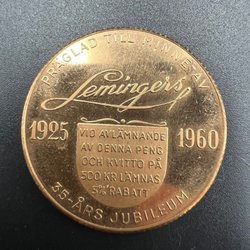 PRÄGLAD TILL MINNE AV
Lemingers
1925 1960
VID AVLÄMNANDE
AV DENNA PENG
OCH KVITTO PÅ
500 KR LÄMNAS
5% RABATT
35-ÅRS JUBILEUM